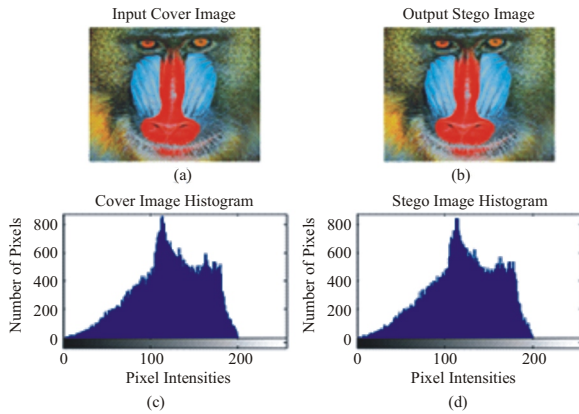 Input Cover Image
Output Stego Image
(a)
(b)
Cover Image Histogram
Stego Image Histogram
Number of Pixels
800
600
400
200
0
0
100
200
Pixel Intensities
(c)
Number of Pixels
800
600
400
200
0
0
100
200
Pixel Intensities
(d)